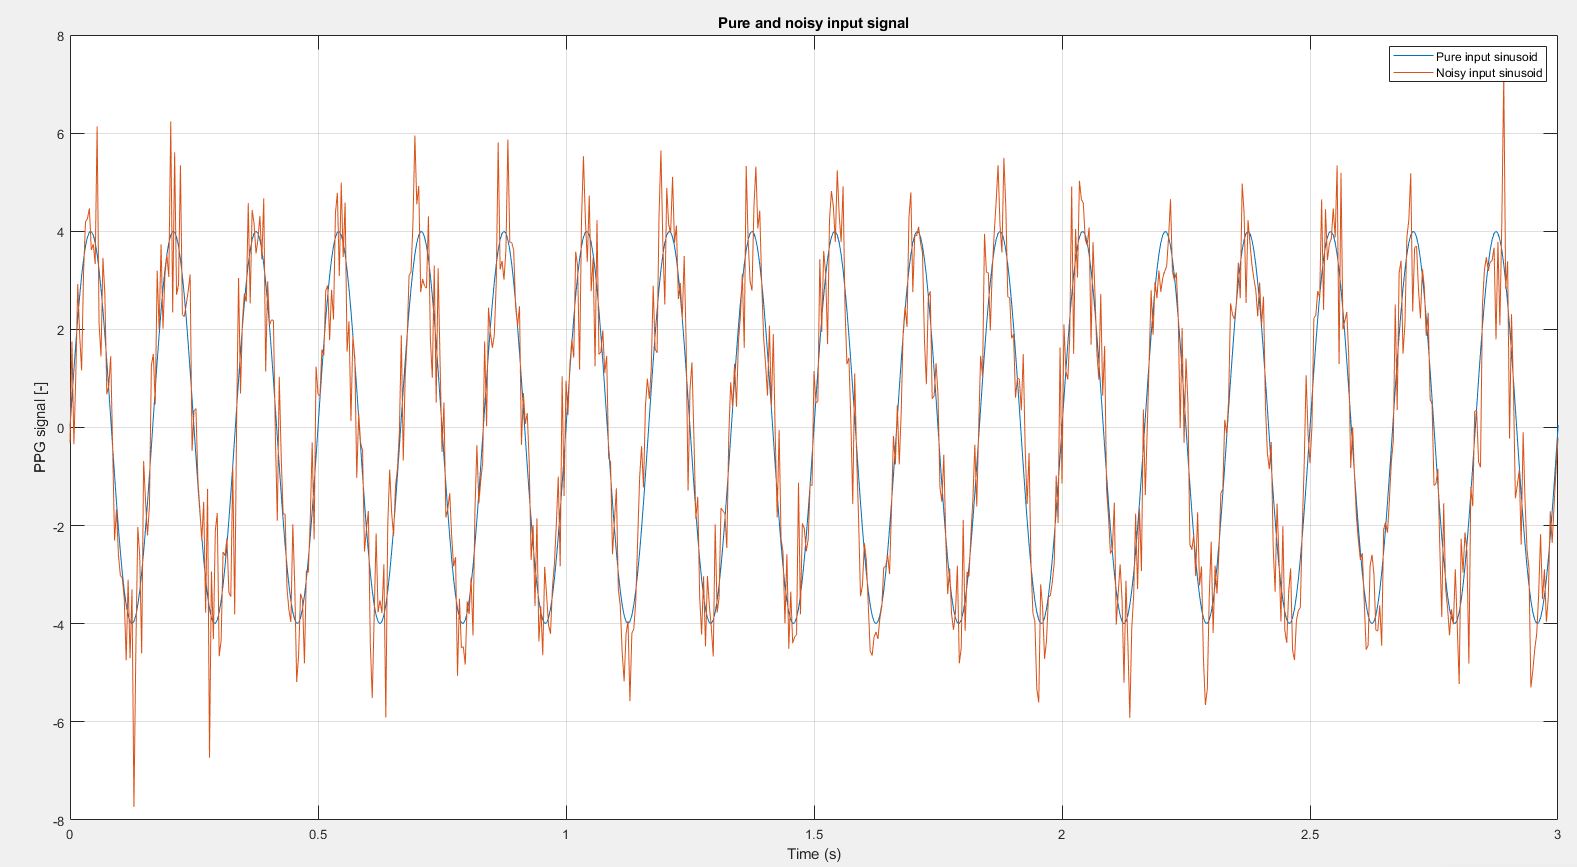 Pure and noisy input signal
Pure input sinusoid
Noisy input sinusoid
8
6
4
2
0
-2
-4
-6
-8
PPG signal [-]
0 0.5 1 1.5 2 2.5 3
Time (s)